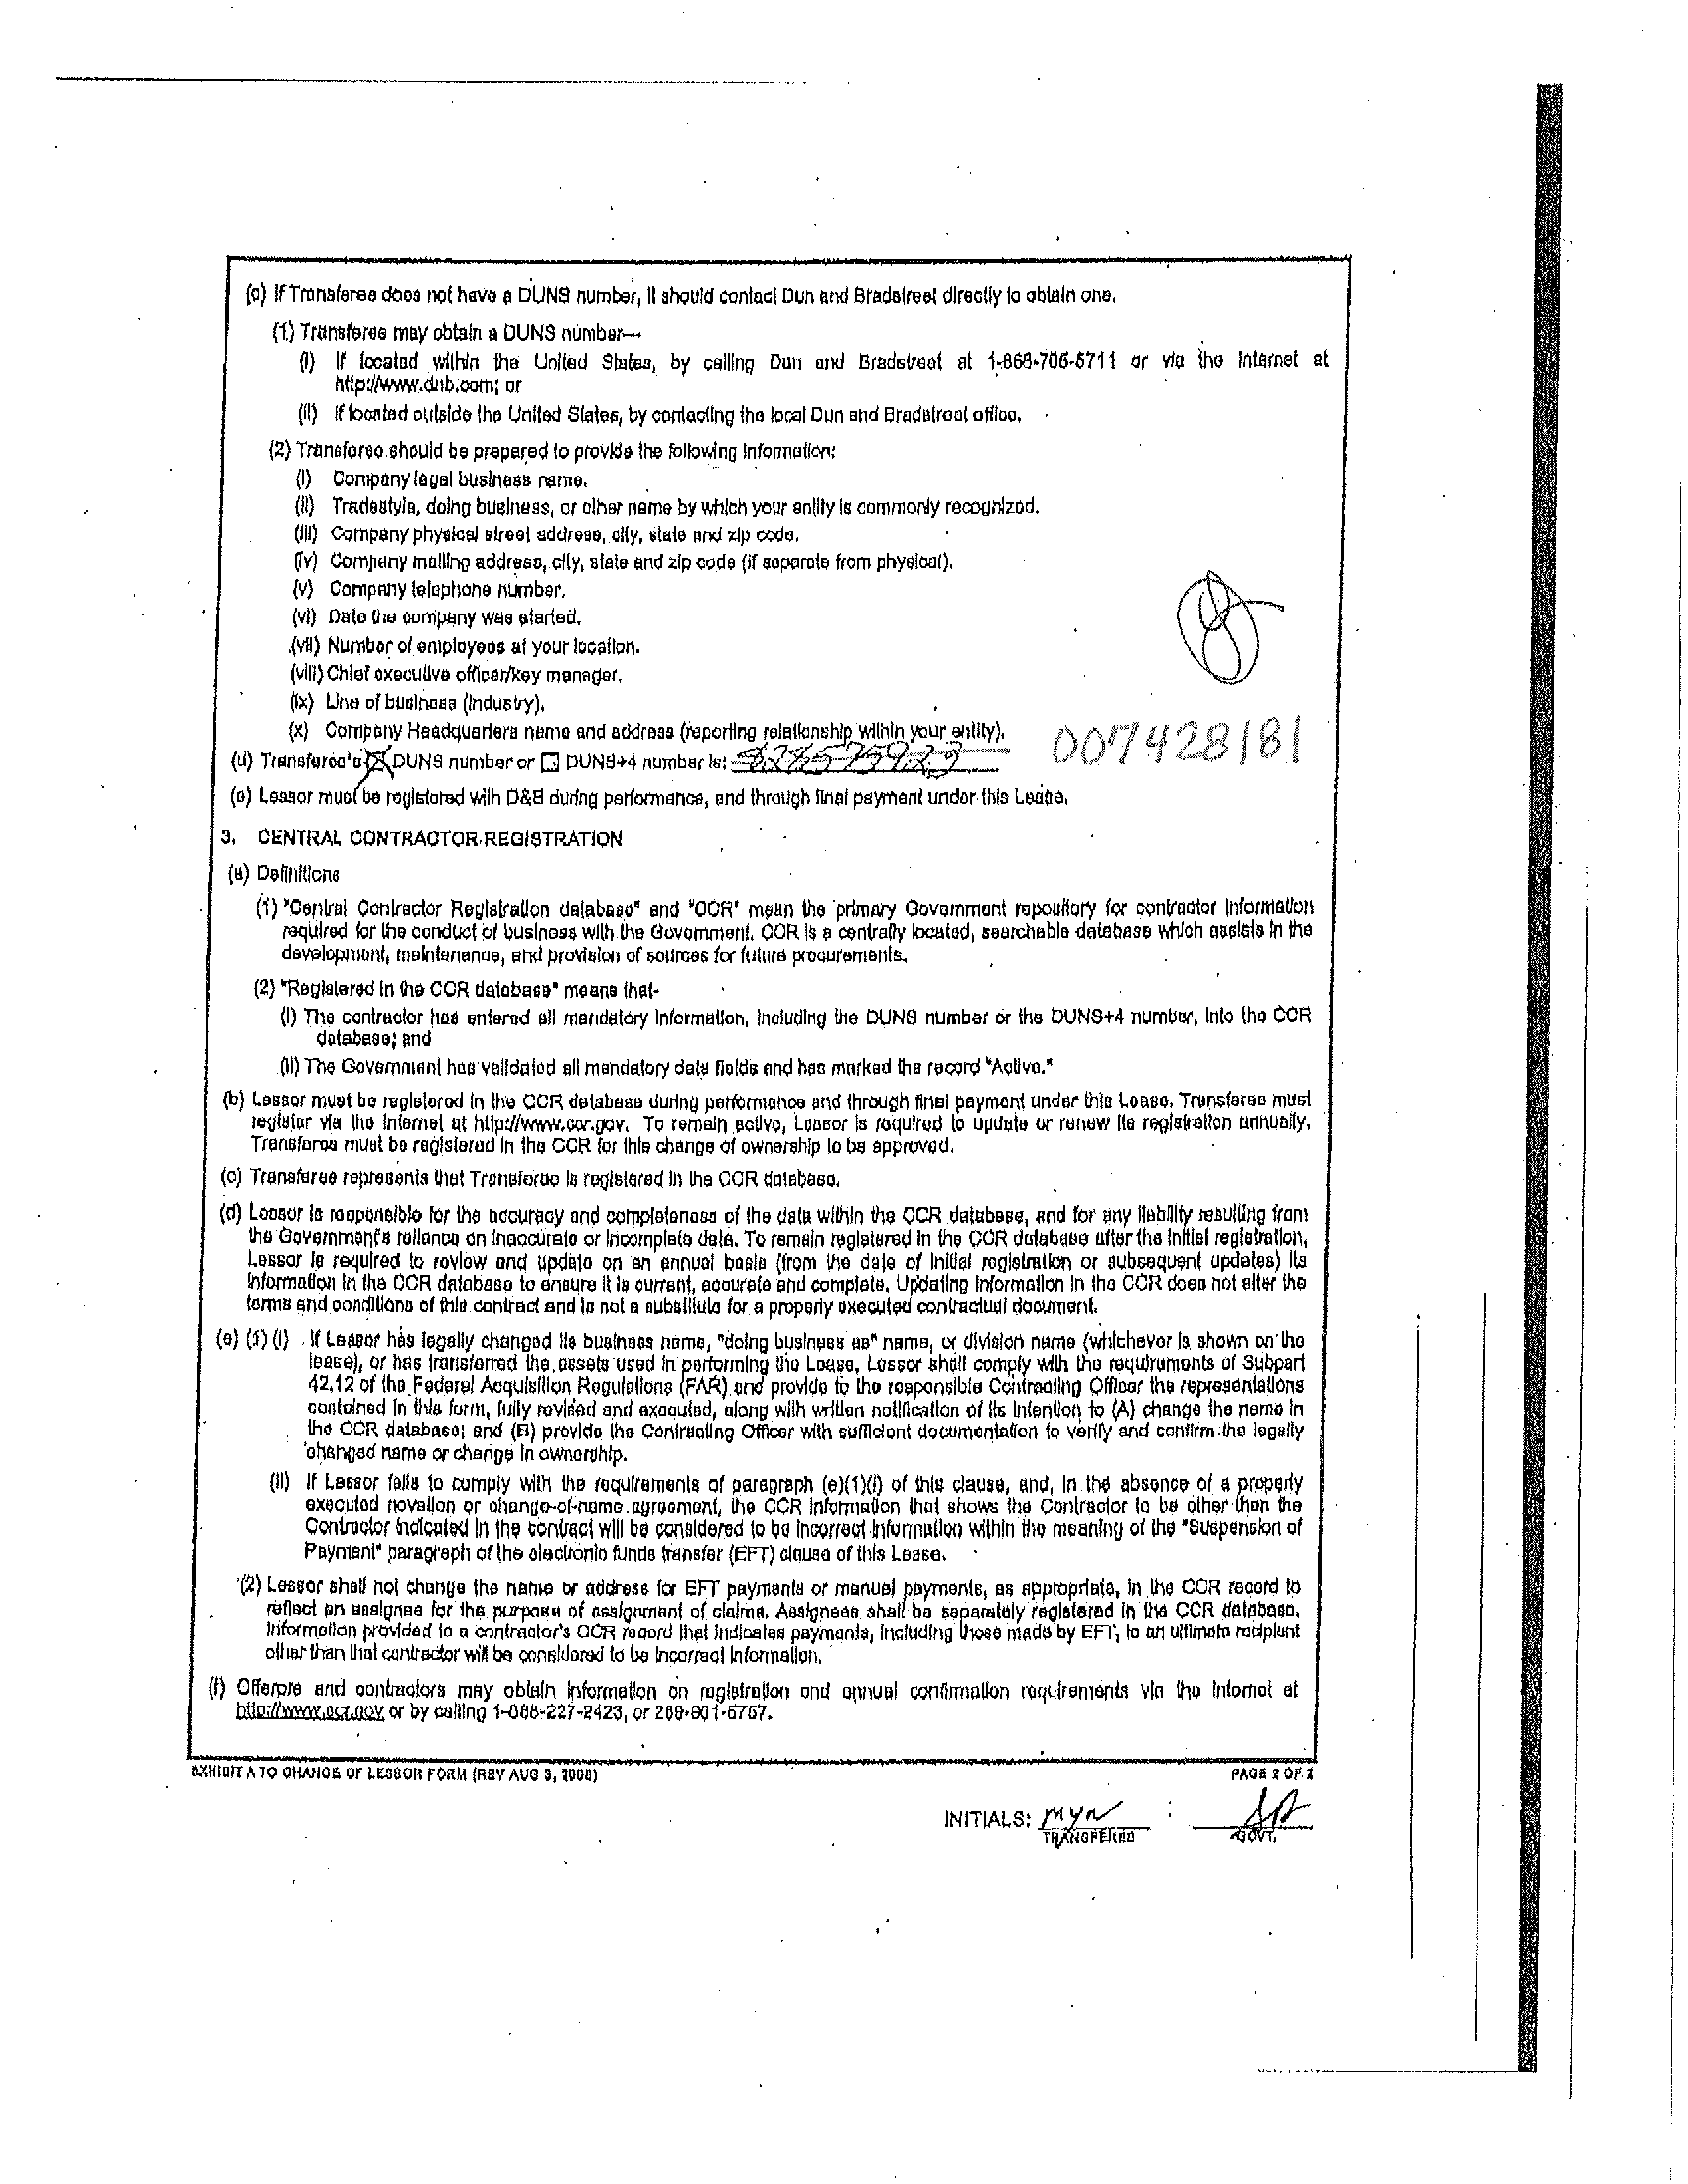 (c) If Transferee does not have a DUNS number, it should contact Dun and Bradstreet directly to obtain one.
(1) Transferee may obtain a DUNS number—
(i) If located within the United States, by calling Dun and Bradstreet at 1-866-705-5711 or via the Internet at
http://www.dnb.com; or
(ii) If located outside the United States, by contacting the local Dun and Bradstreet office.
(2) Transferee should be prepared to provide the following information:
(i) Company legal business name.
(ii) Tradestyle, doing business, or other name by which your entity is commonly recognized.
(iii) Company physical street address, city, state and zip code.
(iv) Company mailing address, city, state and zip code (if separate from physical).
(v) Company telephone number.
(vi) Date the company was started.
(vii) Number of employees at your location.
(viii) Chief executive officer/key manager.
(ix) Line of business (industry).
(x) Company Headquarters name and address (reporting relationship within your entity).
007428181
(d) Transferee's DUNS number or DUNS+4 number is:
(e) Lessor must be registered with D&B during performance, and through final payment under this Lease.
3. CENTRAL CONTRACTOR REGISTRATION
(a) Definitions
(1) "Central Contractor Registration database" and "CCR" mean the primary Government repository for contractor information
required for the conduct of business with the Government. CCR is a centrally located, searchable database which assists in the
development, maintenance, and provision of sources for future procurements.
(2) "Registered in the CCR database" means that-
(i) The contractor has entered all mandatory information, including the DUNS number or the DUNS+4 number, into the CCR
database; and
(ii) The Government has validated all mandatory data fields and has marked the record "Active."
(b) Lessor must be registered in the CCR database during performance and through final payment under this Lease. Transferee must
register via the Internet at http://www.ccr.gov. To remain active, Lessor is required to update or renew its registration annually.
Transferee must be registered in the CCR for this change of ownership to be approved.
(c) Transferee represents that Transferee is registered in the CCR database.
(d) Lessor is responsible for the accuracy and completeness of the data within the CCR database, and for any liability resulting from
the Government's reliance on inaccurate or incomplete data. To remain registered in the CCR database after the initial registration,
Lessor is required to review and update on an annual basis (from the date of initial registration or subsequent updates) its
information in the CCR database to ensure it is current, accurate and complete. Updating information in the CCR does not alter the
terms and conditions of this contract and is not a substitute for a properly executed contractual document.
(e) (1) (i) If Lessor has legally changed its business name, "doing business as" name, or division name (whichever is shown on the
lease), or has transferred the assets used in performing the Lease, Lessor shall comply with the requirements of Subpart
42.12 of the Federal Acquisition Regulations (FAR) and provide to the responsible Contracting Officer the representations
contained in this form, fully revised and executed, along with written notification of its intention to (A) change the name in
the CCR database; and (B) provide the Contracting Officer with sufficient documentation to verify and confirm the legally
changed name or change in ownership.
(ii) If Lessor fails to comply with the requirements of paragraph (e)(1)(i) of this clause, and, in the absence of a properly
executed novation or change-of-name agreement, the CCR information that shows the Contractor to be other than the
Contractor indicated in the contract will be considered to be incorrect information within the meaning of the "Suspension of
Payment" paragraph of the electronic funds transfer (EFT) clause of this Lease.
(2) Lessor shall not change the name or address for EFT payments or manual payments, as appropriate, in the CCR record to
reflect an assignee for the purpose of assignment of claims. Assignees shall be separately registered in the CCR database.
Information provided to a contractor's CCR record that indicates payments, including those made by EFT, to an ultimate recipient
other than that contractor will be considered to be incorrect information.
(f) Offerors and contractors may obtain information on registration and annual confirmation requirements via the Internet at
http://www.ccr.gov or by calling 1-888-227-2423, or 269-961-5757.
EXHIBIT A TO CHANGE OF LESSOR FORM (REV AUG 3, 2006)
PAGE 2 OF 2
INITIALS: MYN
TRANSFEREE
GOVT.